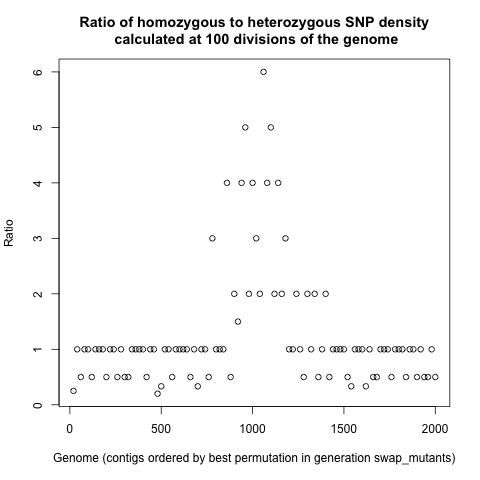 Ratio of homozygous to heterozygous SNP density
calculated at 100 divisions of the genome
6
5
4
3
2
1
0
Ratio
0 500 1000 1500 2000
Genome (contigs ordered by best permutation in generation swap_mutants)